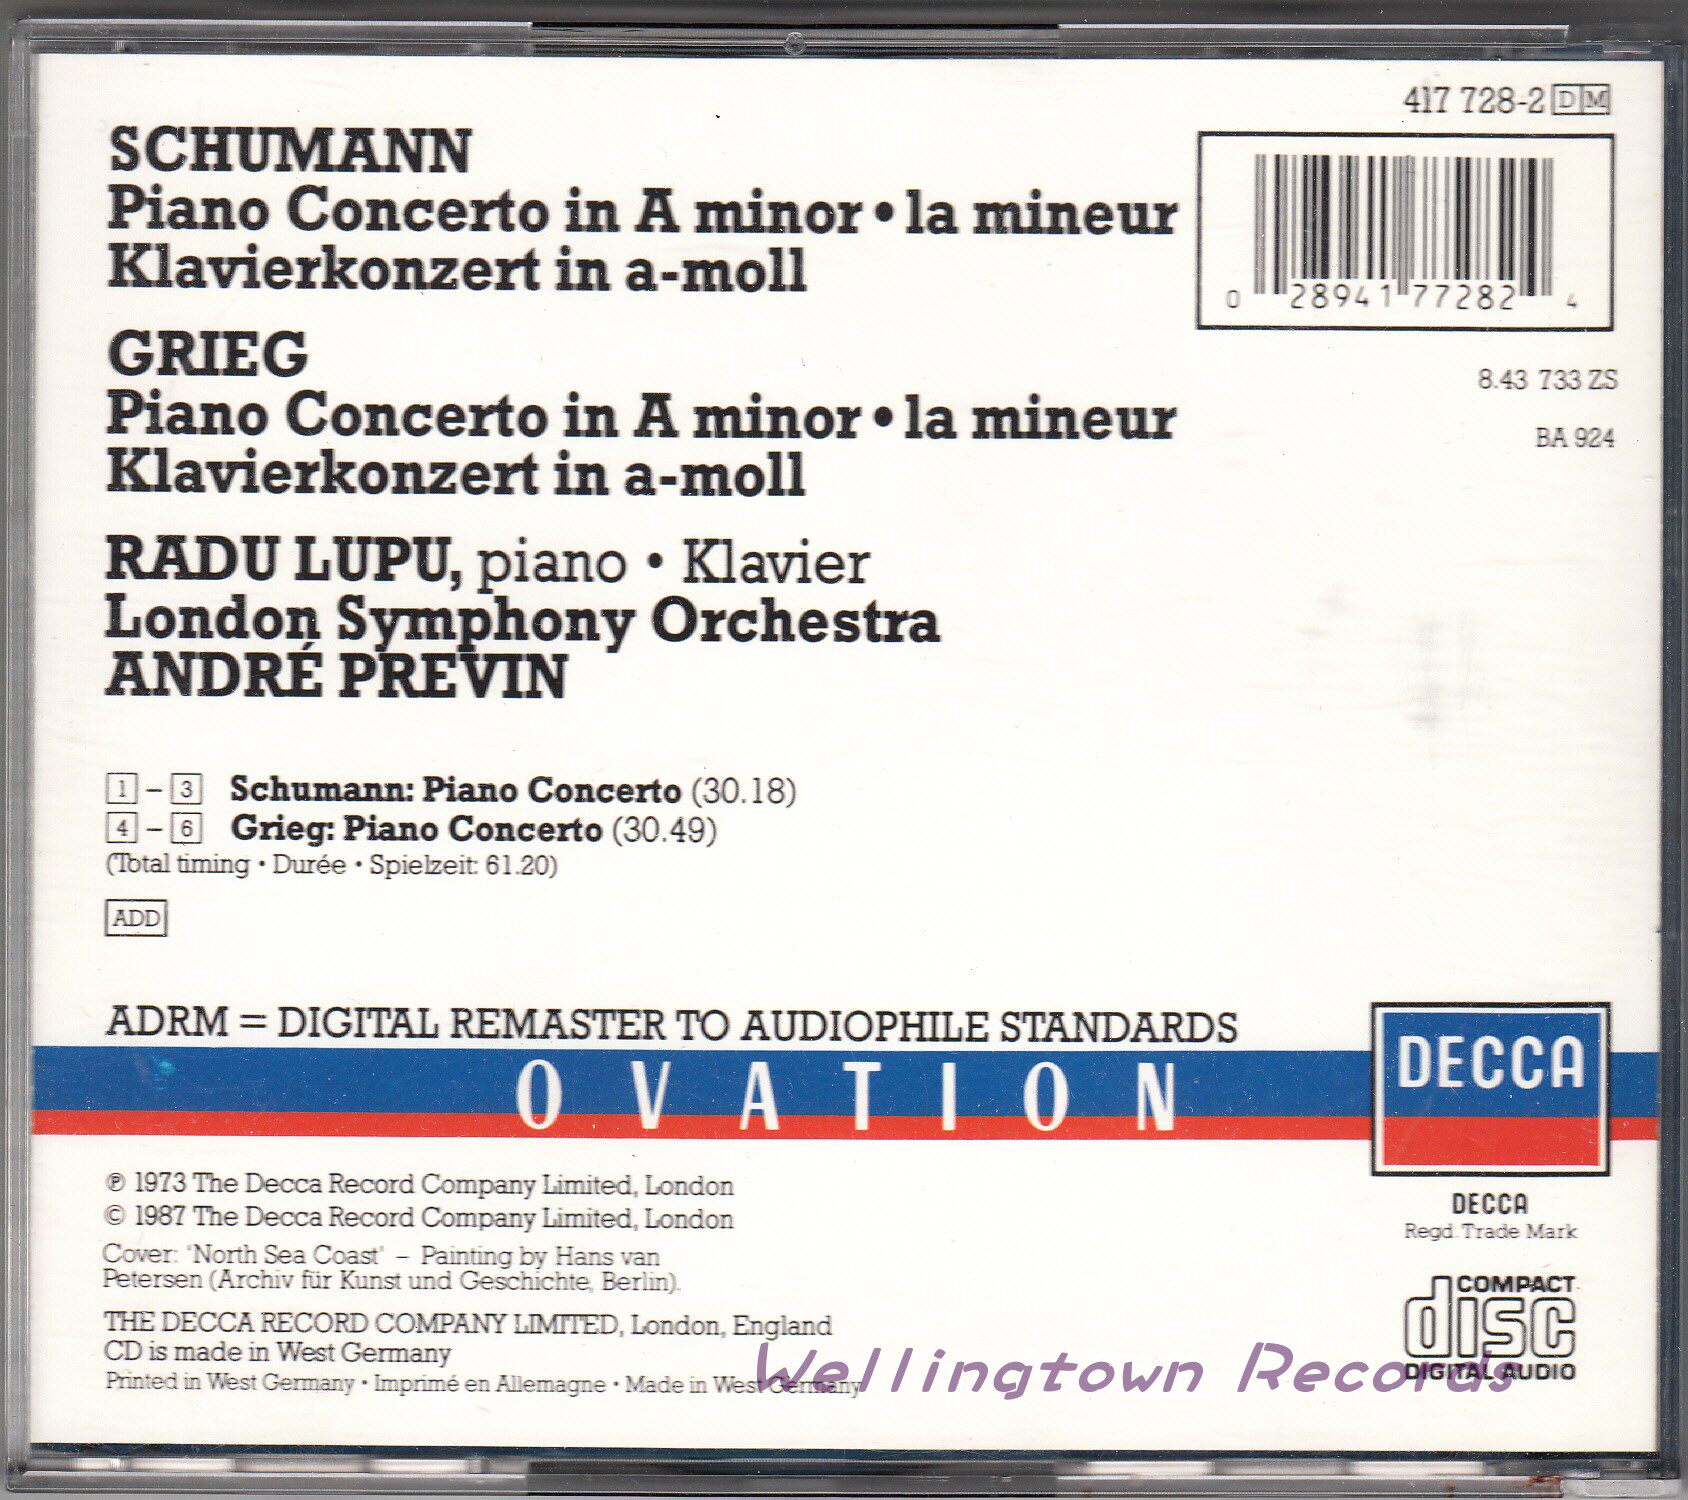 417 728-2 DM
SCHUMANN
Piano Concerto in A minor • la mineur
Klavierkonzert in a-moll
0 28941 77282 4
GRIEG
Piano Concerto in A minor • la mineur
Klavierkonzert in a-moll
8.43 733 ZS
BA 924
RADU LUPU, piano • Klavier
London Symphony Orchestra
ANDRÉ PREVIN
1 – 3 Schumann: Piano Concerto (30.18)
4 – 6 Grieg: Piano Concerto (30.49)
(Total timing • Durée • Spielzeit: 61.20)
ADD
ADRM = DIGITAL REMASTER TO AUDIOPHILE STANDARDS
OVATION
DECCA
℗ 1973 The Decca Record Company Limited, London
© 1987 The Decca Record Company Limited, London
Cover: 'North Sea Coast' – Painting by Hans van
Petersen (Archiv für Kunst und Geschichte, Berlin).
DECCA
Regd. Trade Mark
THE DECCA RECORD COMPANY LIMITED, London, England
CD is made in West Germany
Printed in West Germany • Imprimé en Allemagne • Made in West Germany
COMPACT
disc
DIGITAL AUDIO
Wellingtown Records